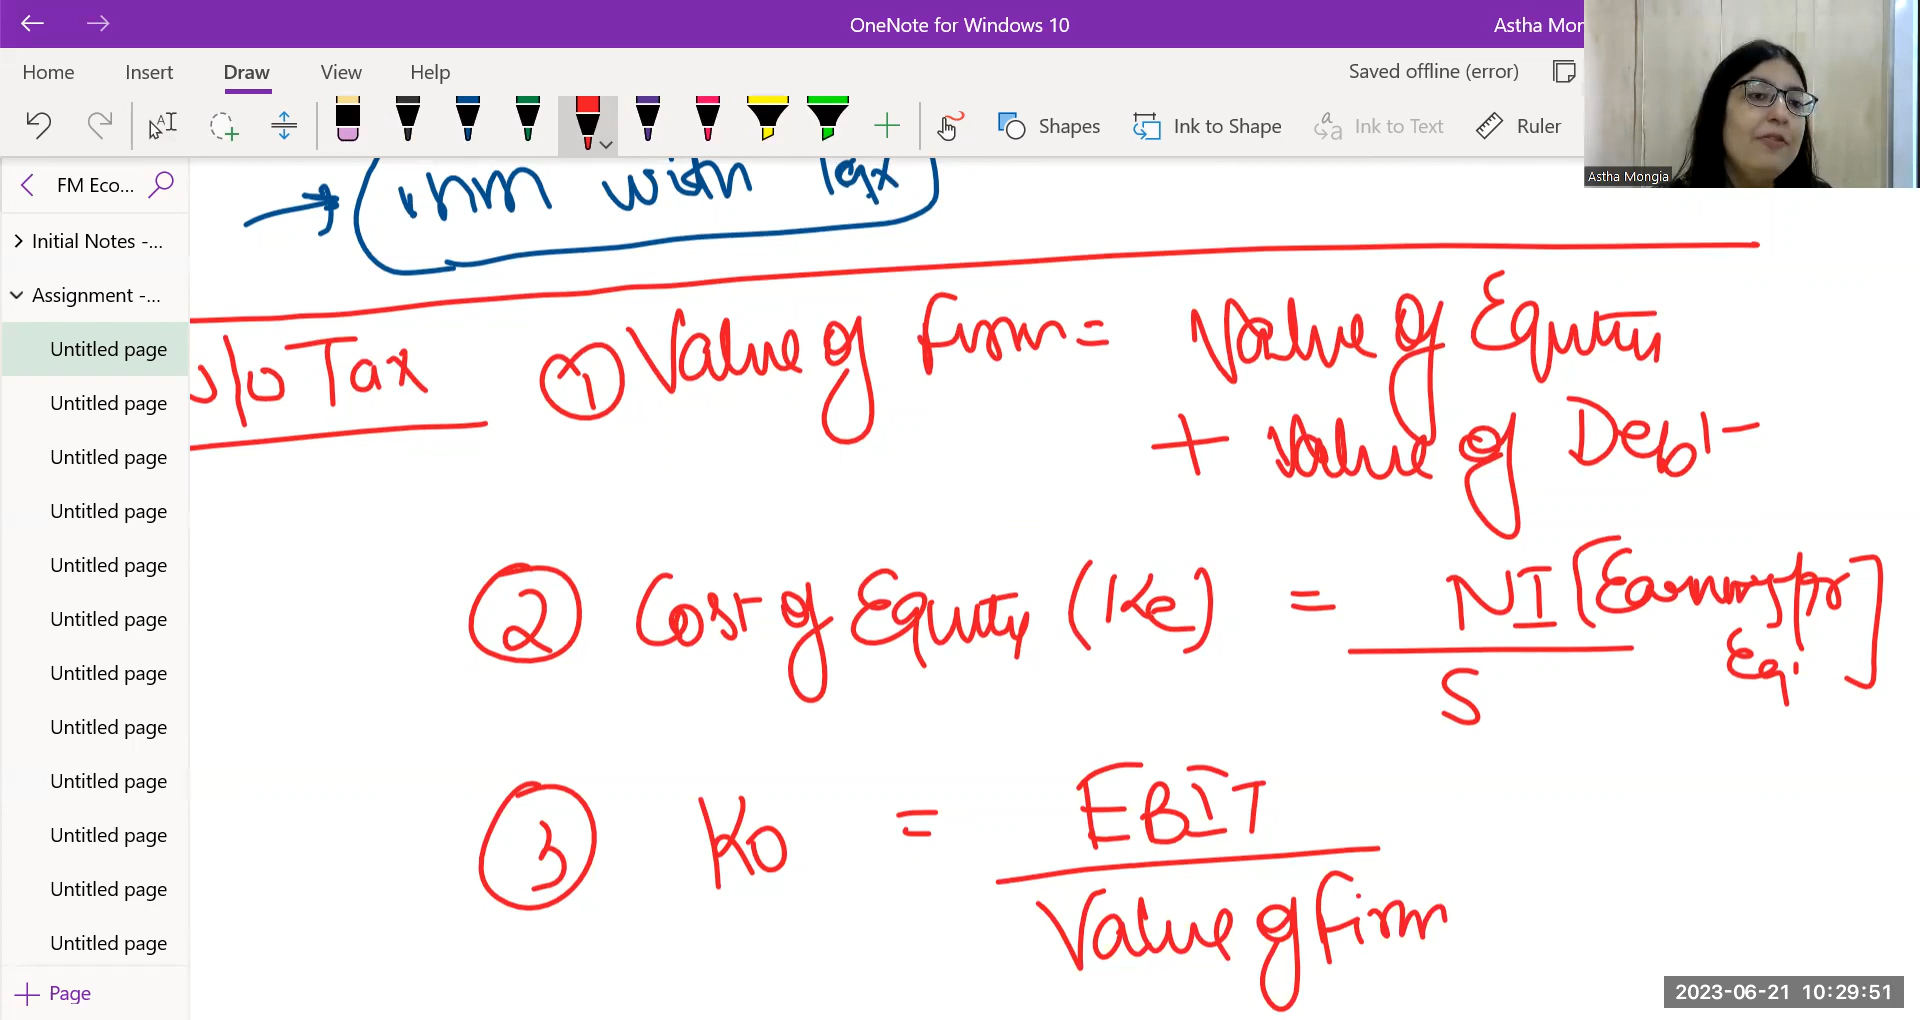 OneNote for Windows 10
Astha Mon
Home Insert Draw View Help
Saved offline (error)
Shapes Ink to Shape Ink to Text Ruler
Astha Mongia
FM Eco...
Initial Notes -...
Assignment -...
Untitled page
Untitled page
Untitled page
Untitled page
Untitled page
Untitled page
Untitled page
Untitled page
Untitled page
Untitled page
Untitled page
Untitled page
Page
with Tax
w/o Tax ① Value of firm = Value of Equity
+ Value of Debt
② Cost of Equity (Ke) = NI [Earnings for Eq.]
S
③ Ko = EBIT
Value of Firm
2023-06-21 10:29:51